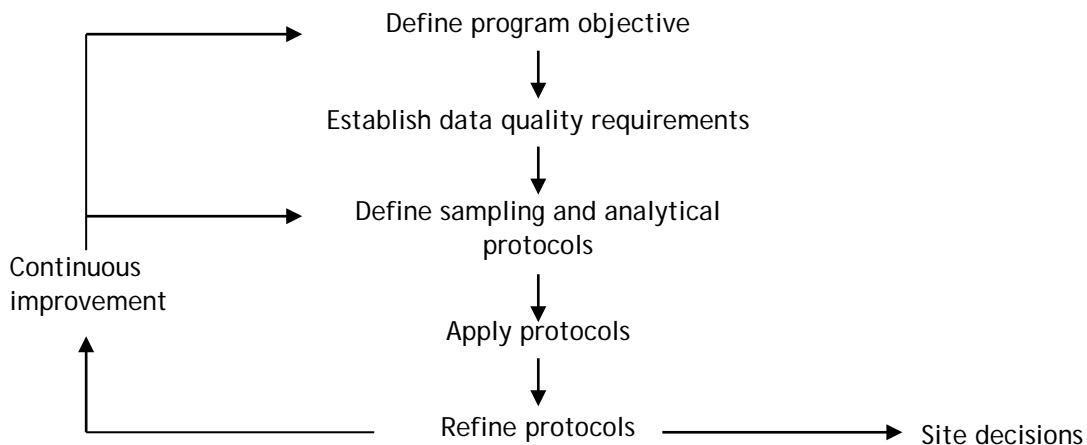 Define program objective
Establish data quality requirements
Define sampling and analytical
protocols
Continuous
improvement
Apply protocols
Refine protocols
Site decisions